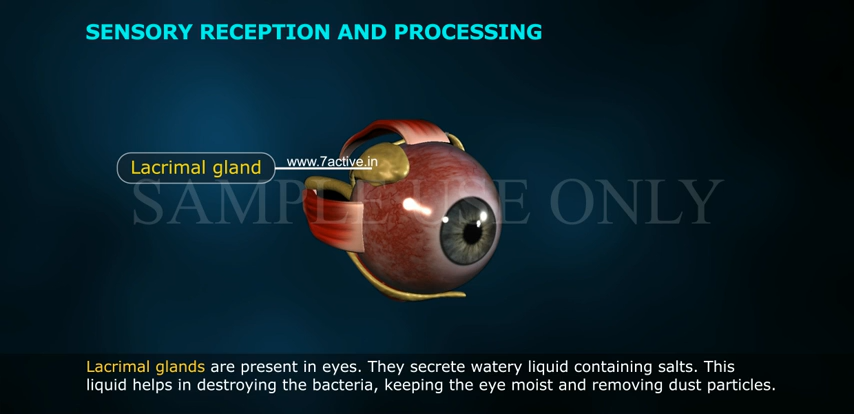 SENSORY RECEPTION AND PROCESSING
Lacrimal gland
www.7active.in
SAMPLE USE ONLY
Lacrimal glands are present in eyes. They secrete watery liquid containing salts. This
liquid helps in destroying the bacteria, keeping the eye moist and removing dust particles.